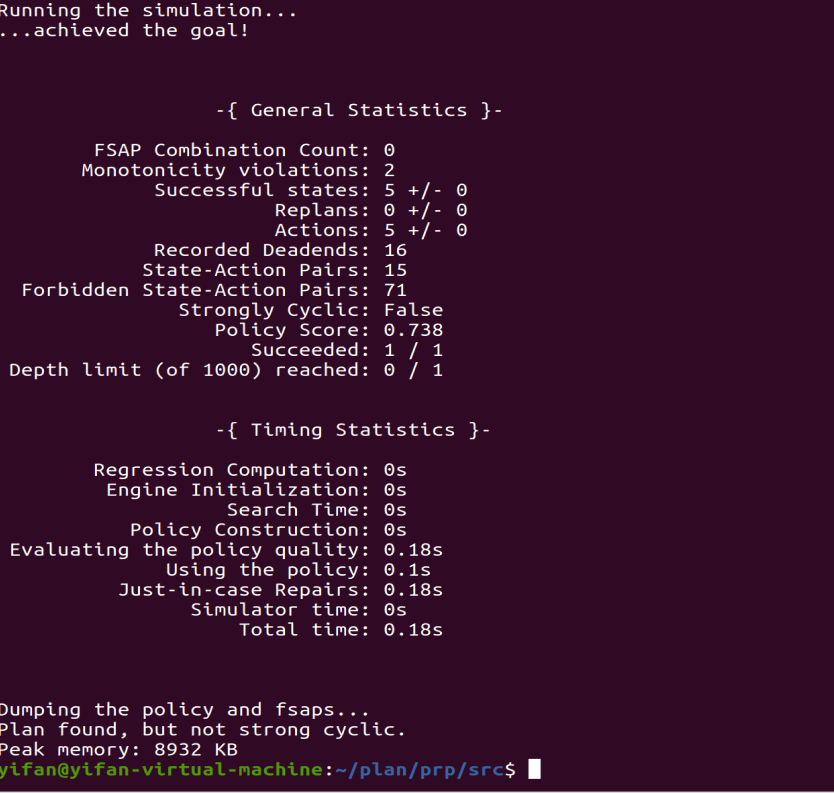 Running the simulation...
...achieved the goal!
-{ General Statistics }-
FSAP Combination Count: 0
Monotonicity violations: 2
Successful states: 5 +/- 0
Replans: 0 +/- 0
Actions: 5 +/- 0
Recorded Deadends: 16
State-Action Pairs: 15
Forbidden State-Action Pairs: 71
Strongly Cyclic: False
Policy Score: 0.738
Succeeded: 1 / 1
Depth limit (of 1000) reached: 0 / 1
-{ Timing Statistics }-
Regression Computation: 0s
Engine Initialization: 0s
Search Time: 0s
Policy Construction: 0s
Evaluating the policy quality: 0.18s
Using the policy: 0.1s
Just-in-case Repairs: 0.18s
Simulator time: 0s
Total time: 0.18s
Dumping the policy and fsaps...
Plan found, but not strong cyclic.
Peak memory: 8932 KB
yifan@yifan-virtual-machine:~/plan/prp/src$